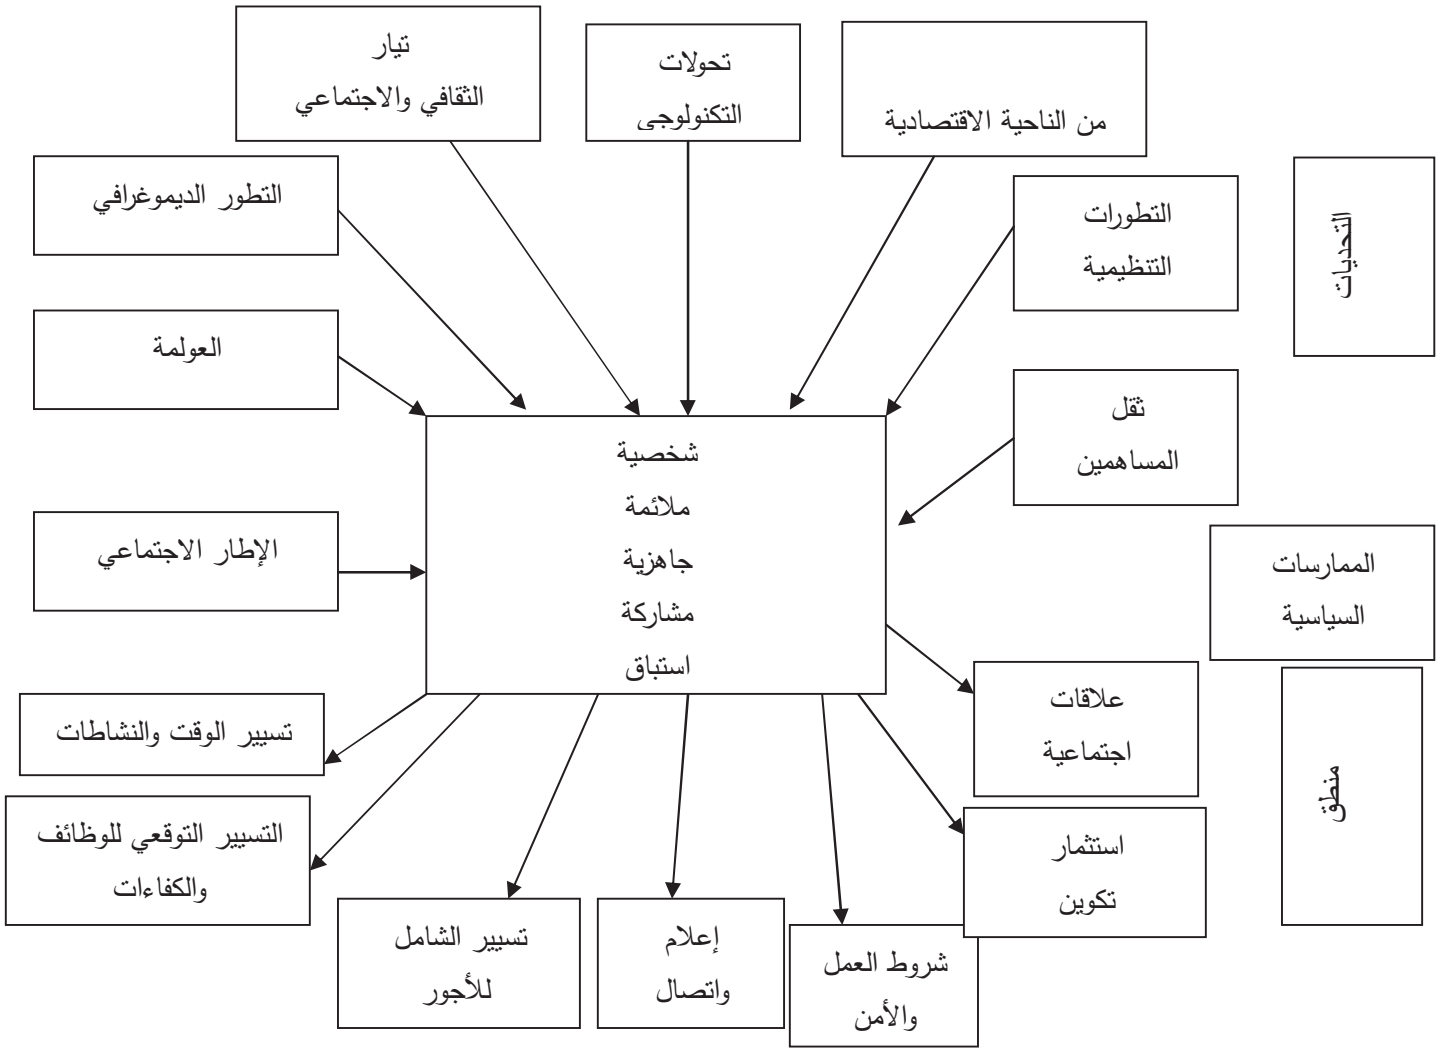 تيار
الثقافي والاجتماعي
تحولات
التكنولوجي
من الناحية الاقتصادية
التطور الديموغرافي
التطورات
التنظيمية
التحديات
العولمة
ثقل
المساهمين
شخصية
ملائمة
جاهزية
مشاركة
استباق
الإطار الاجتماعي
الممارسات
السياسية
علاقات
اجتماعية
تسيير الوقت والنشاطات
منطق
التسيير التوقعي للوظائف
والكفاءات
استثمار
تكوين
تسيير الشامل
للأجور
إعلام
واتصال
شروط العمل
والأمن